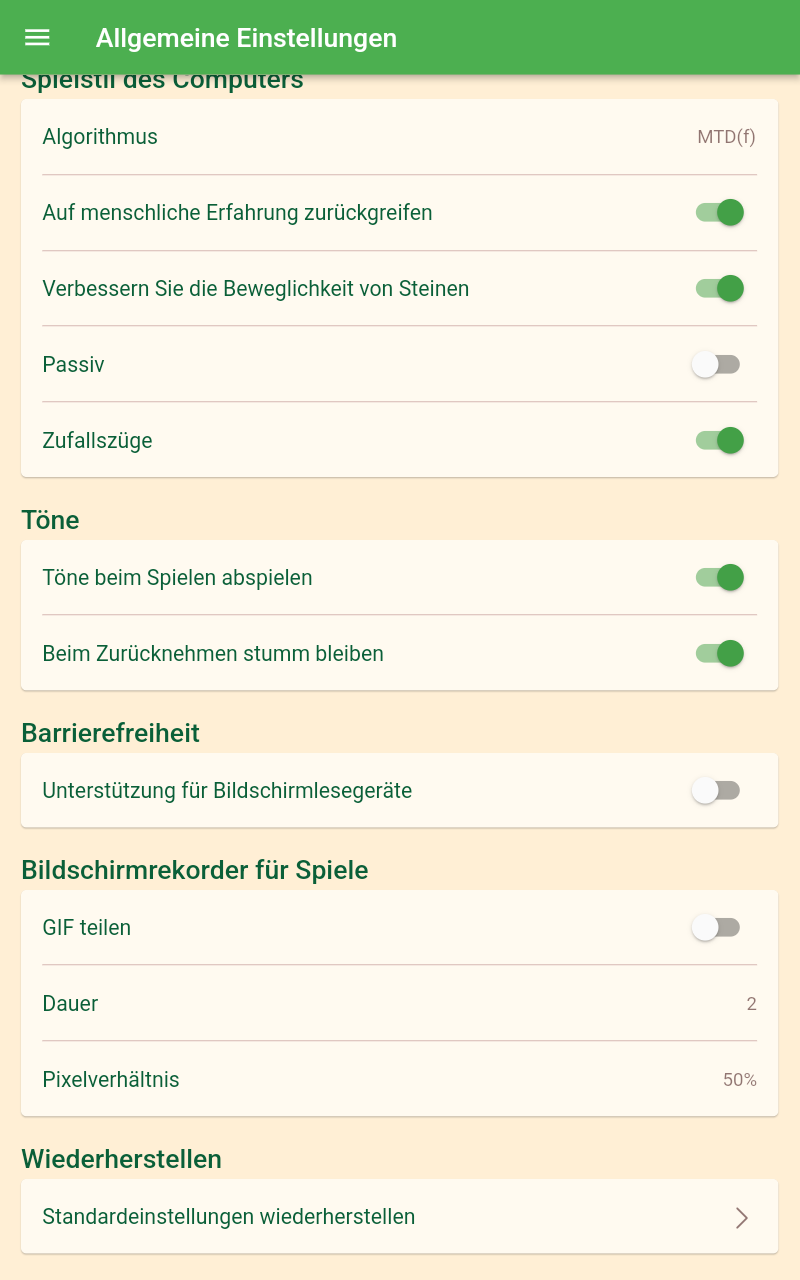 Allgemeine Einstellungen
Spielstil des Computers
Algorithmus MTD(f)
Auf menschliche Erfahrung zurückgreifen
Verbessern Sie die Beweglichkeit von Steinen
Passiv
Zufallszüge
Töne
Töne beim Spielen abspielen
Beim Zurücknehmen stumm bleiben
Barrierefreiheit
Unterstützung für Bildschirmlesegeräte
Bildschirmrekorder für Spiele
GIF teilen
Dauer 2
Pixelverhältnis 50%
Wiederherstellen
Standardeinstellungen wiederherstellen